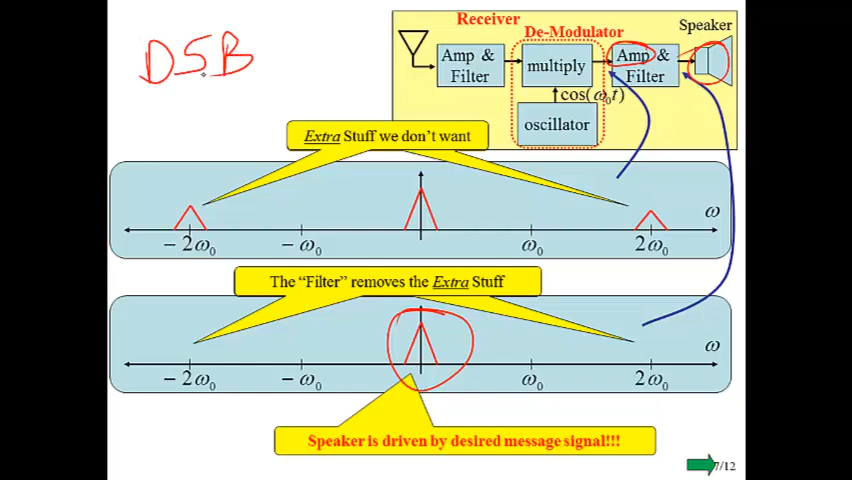 DSB
Receiver
De-Modulator
Speaker
Amp &
Filter
multiply
Amp &
Filter
cos(ω₀t)
oscillator
Extra Stuff we don't want
ω
−2ω₀ −ω₀ ω₀ 2ω₀
The “Filter” removes the Extra Stuff
ω
−2ω₀ −ω₀ ω₀ 2ω₀
Speaker is driven by desired message signal!!!
7/12